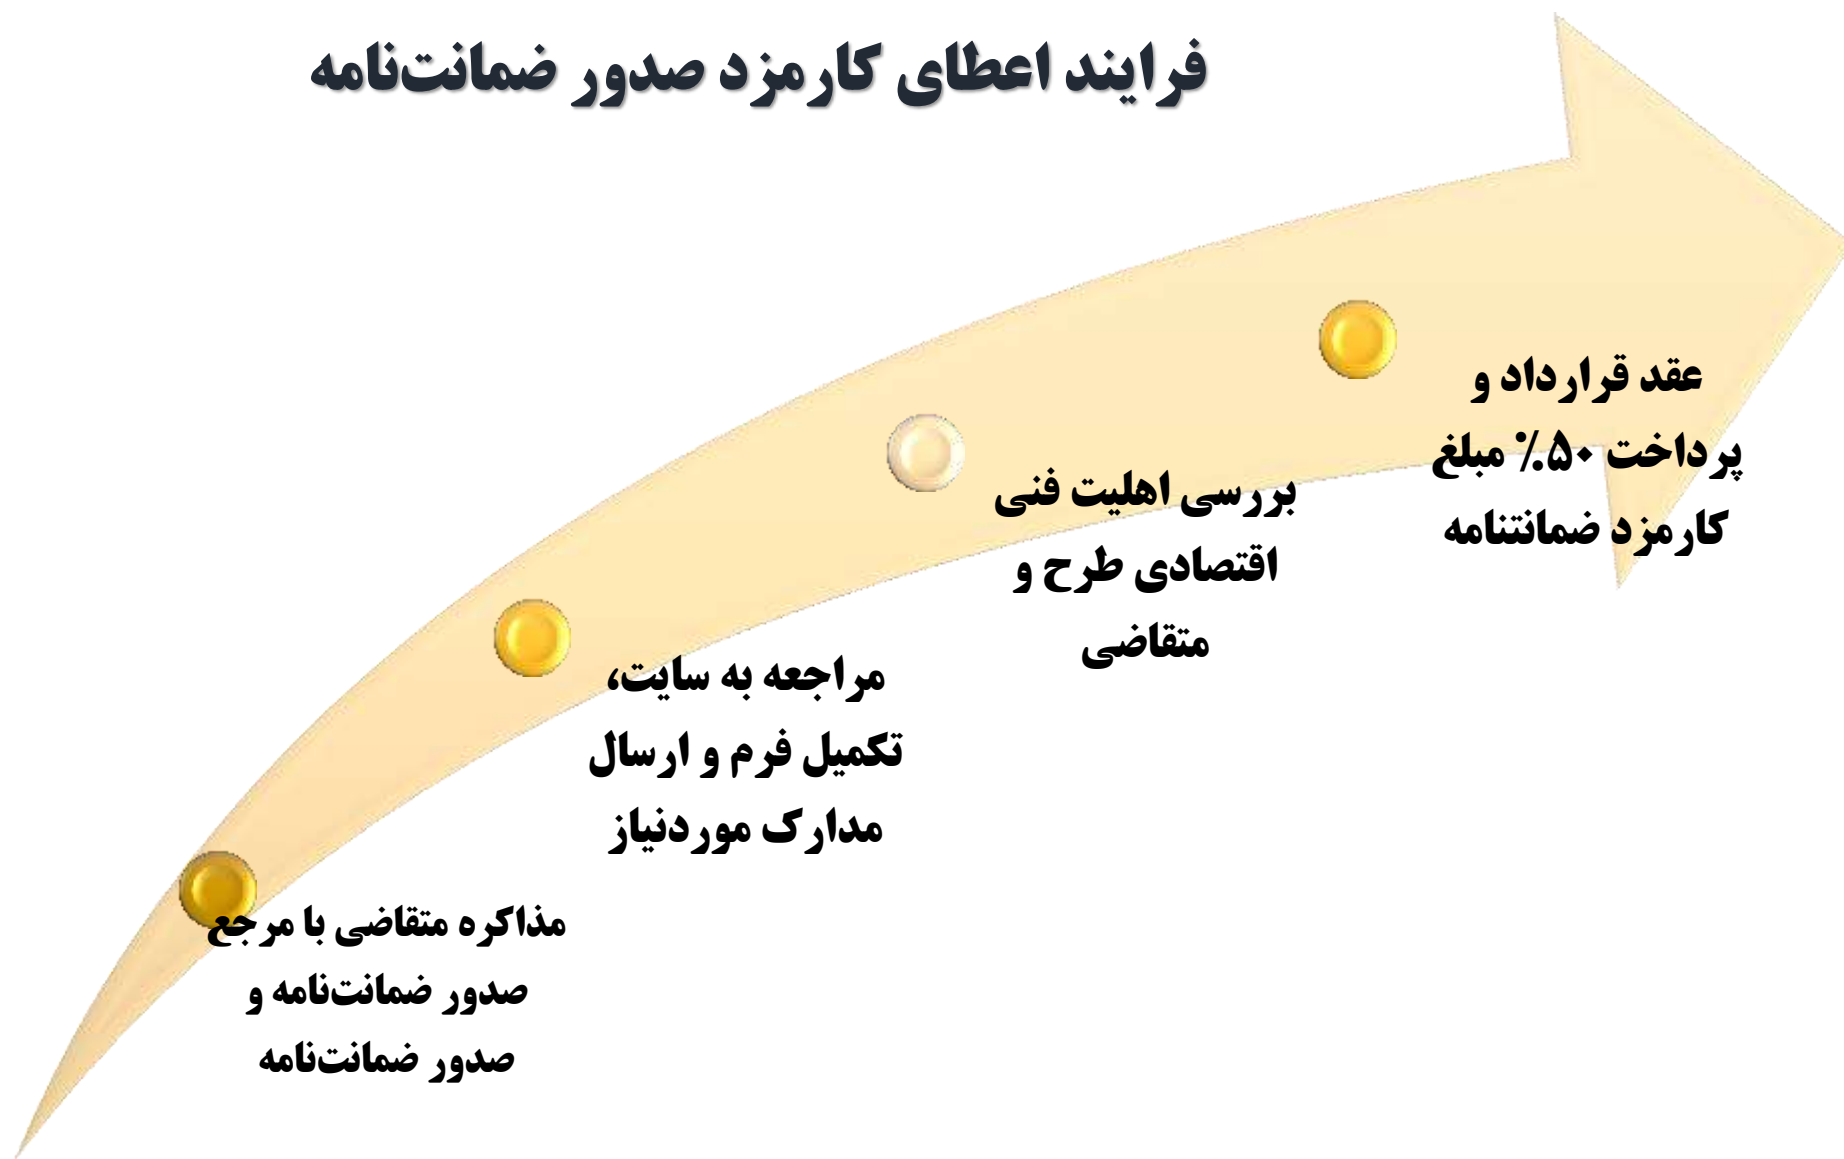 فرایند اعطای کارمزد صدور ضمانت‌نامه
مذاکره متقاضی با مرجع
صدور ضمانت‌نامه و
صدور ضمانت‌نامه
مراجعه به سایت،
تکمیل فرم و ارسال
مدارک موردنیاز
بررسی اهلیت فنی
اقتصادی طرح و
متقاضی
عقد قرارداد و
پرداخت ۵۰٪ مبلغ
کارمزد ضمانتنامه